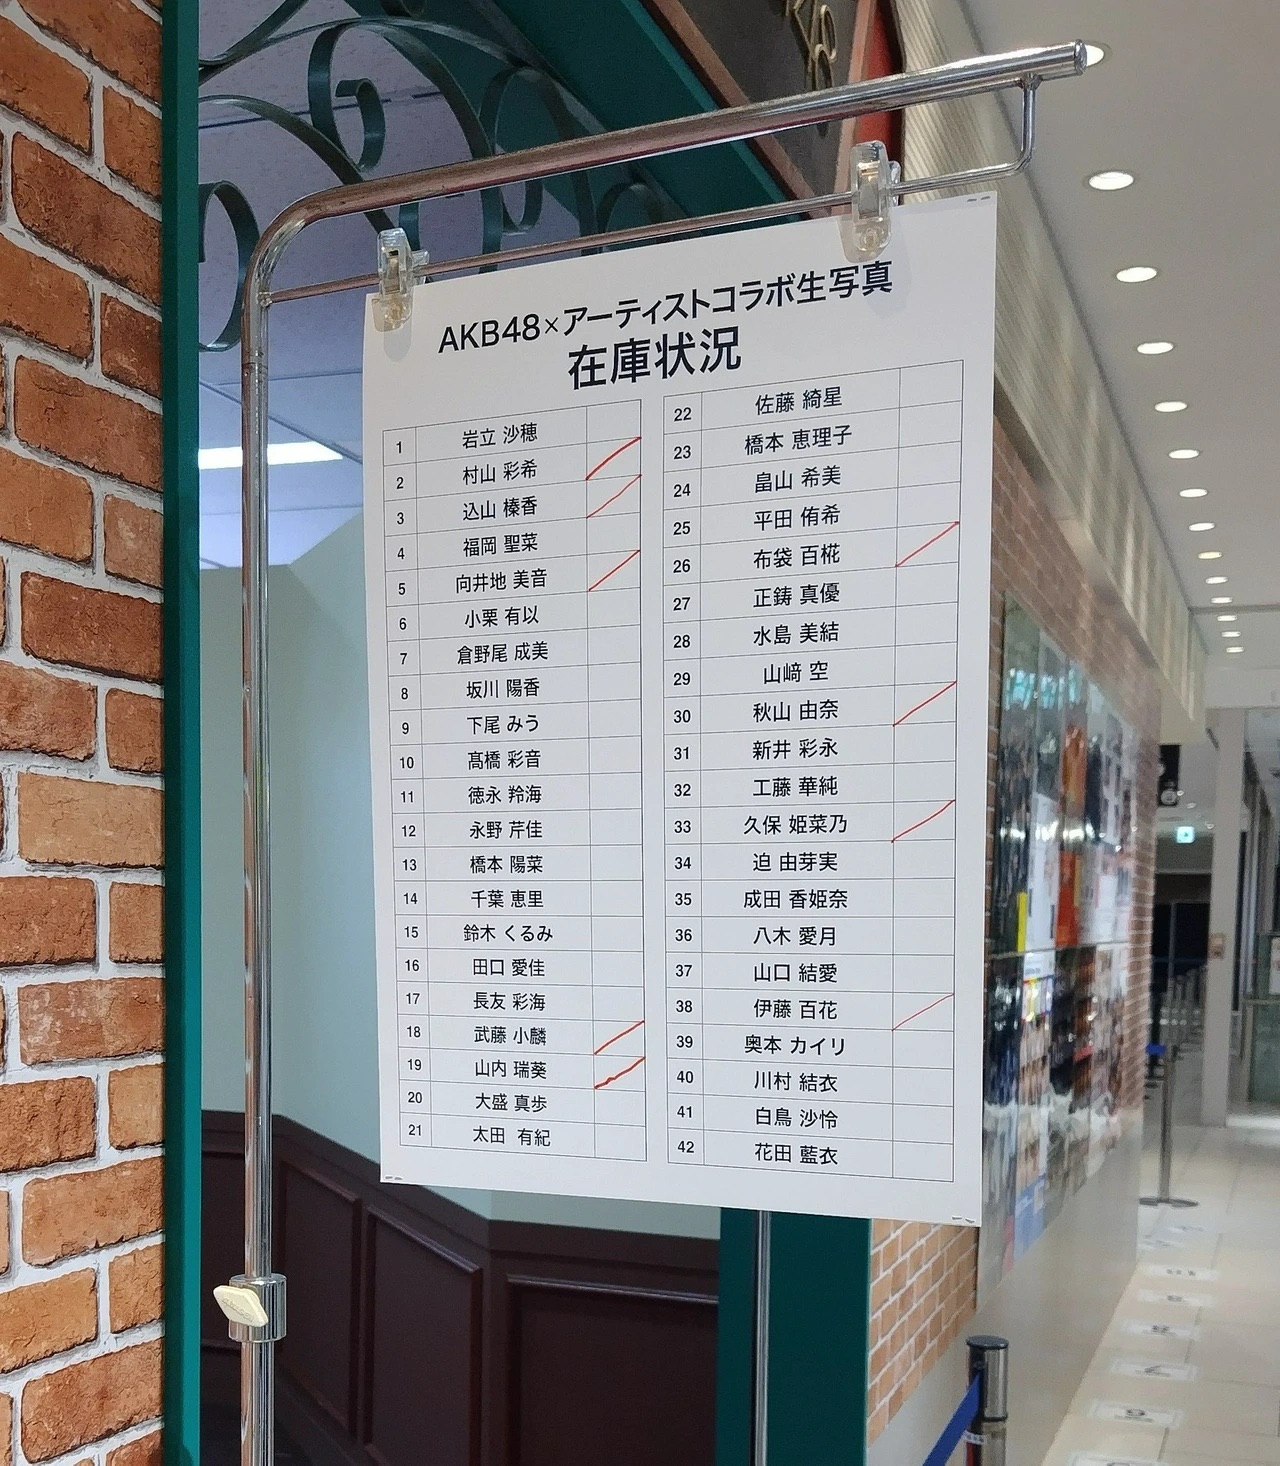 AKB48×アーティストコラボ生写真
在庫状況
1 岩立 沙穂
2 村山 彩希
3 込山 榛香
4 福岡 聖菜
5 向井地 美音
6 小栗 有以
7 倉野尾 成美
8 坂川 陽香
9 下尾 みう
10 髙橋 彩音
11 徳永 羚海
12 永野 芹佳
13 橋本 陽菜
14 千葉 恵里
15 鈴木 くるみ
16 田口 愛佳
17 長友 彩海
18 武藤 小麟
19 山内 瑞葵
20 大盛 真歩
21 太田 有紀
22 佐藤 綺星
23 橋本 恵理子
24 畠山 希美
25 平田 侑希
26 布袋 百椛
27 正鋳 真優
28 水島 美結
29 山﨑 空
30 秋山 由奈
31 新井 彩永
32 工藤 華純
33 久保 姫菜乃
34 迫 由芽実
35 成田 香姫奈
36 八木 愛月
37 山口 結愛
38 伊藤 百花
39 奥本 カイリ
40 川村 結衣
41 白鳥 沙怜
42 花田 藍衣